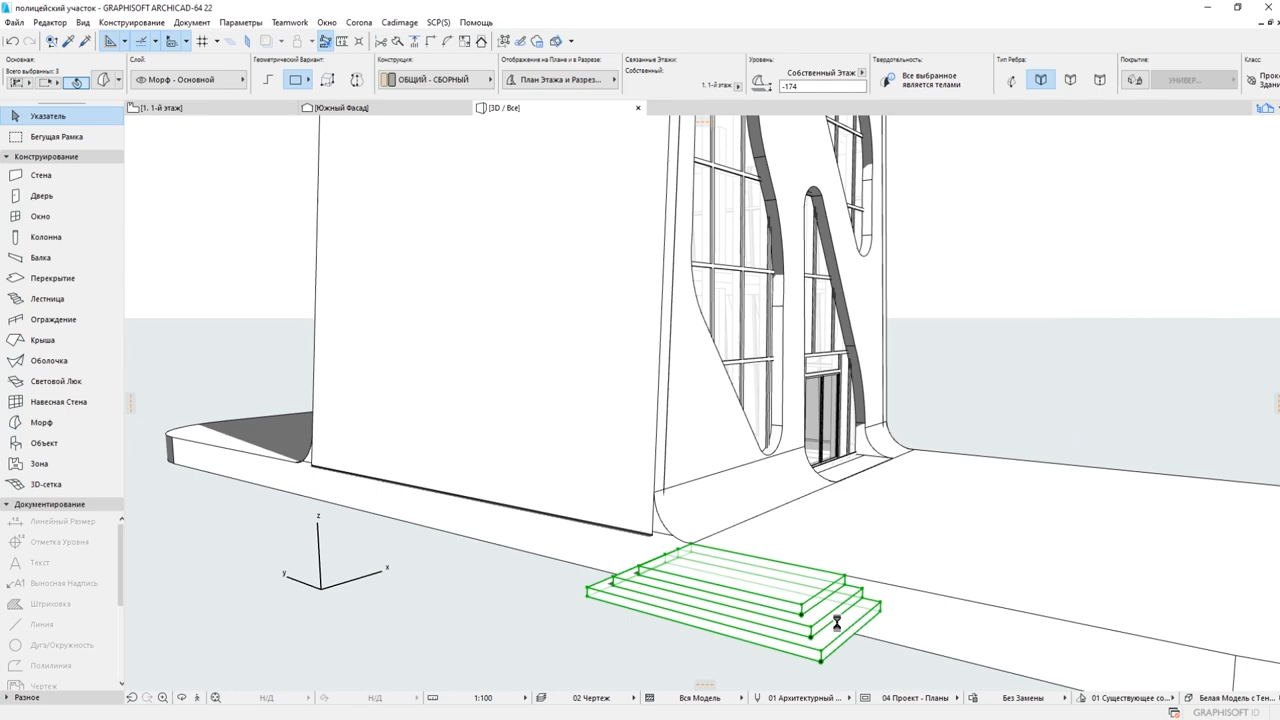 полицейский участок - GRAPHISOFT ARCHICAD-64 22
Файл Редактор Вид Конструирование Документ Параметры Teamwork Окно Corona Cadimage SCP(S) Помощь
Основная: Слой: Геометрический Вариант: Конструкция: Отображение на Плане и в Разрезе: Связанные Этажи: Уровень: Твердотельность: Тип Ребра: Покрытие: Класс:
Всего выбранных: 3
Собственный:
Собственный Этаж
Все выбранное
является телами
Морф - Основной
ОБЩИЙ - СБОРНЫЙ
План Этажа и Разрез...
1. 1-й этаж
-174
УНИВЕР...
[1. 1-й этаж]
[Южный Фасад]
[3D / Все]
Указатель
Бегущая Рамка
Конструирование
Стена
Дверь
Окно
Колонна
Балка
Перекрытие
Лестница
Ограждение
Крыша
Оболочка
Световой Люк
Навесная Стена
Морф
Объект
Зона
3D-сетка
Документирование
Линейный Размер
Отметка Уровня
Текст
Выносная Надпись
Штриховка
Линия
Дуга/Окружность
Полилиния
Чертеж
Разное
z
y
x
Н/Д
Н/Д
1:100
02 Чертеж
Вся Модель
01 Архитектурный ...
04 Проект - Планы
Без Замены
01 Существующее со...
Белая Модель с Тен...
GRAPHISOFT ID